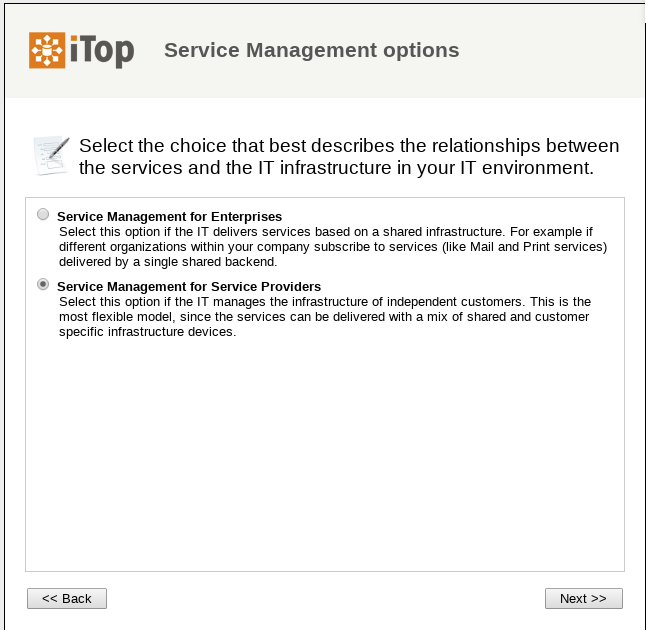 iTop
Service Management options
Select the choice that best describes the relationships between
the services and the IT infrastructure in your IT environment.
Service Management for Enterprises
Select this option if the IT delivers services based on a shared infrastructure. For example if
different organizations within your company subscribe to services (like Mail and Print services)
delivered by a single shared backend.
Service Management for Service Providers
Select this option if the IT manages the infrastructure of independent customers. This is the
most flexible model, since the services can be delivered with a mix of shared and customer
specific infrastructure devices.
<< Back
Next >>